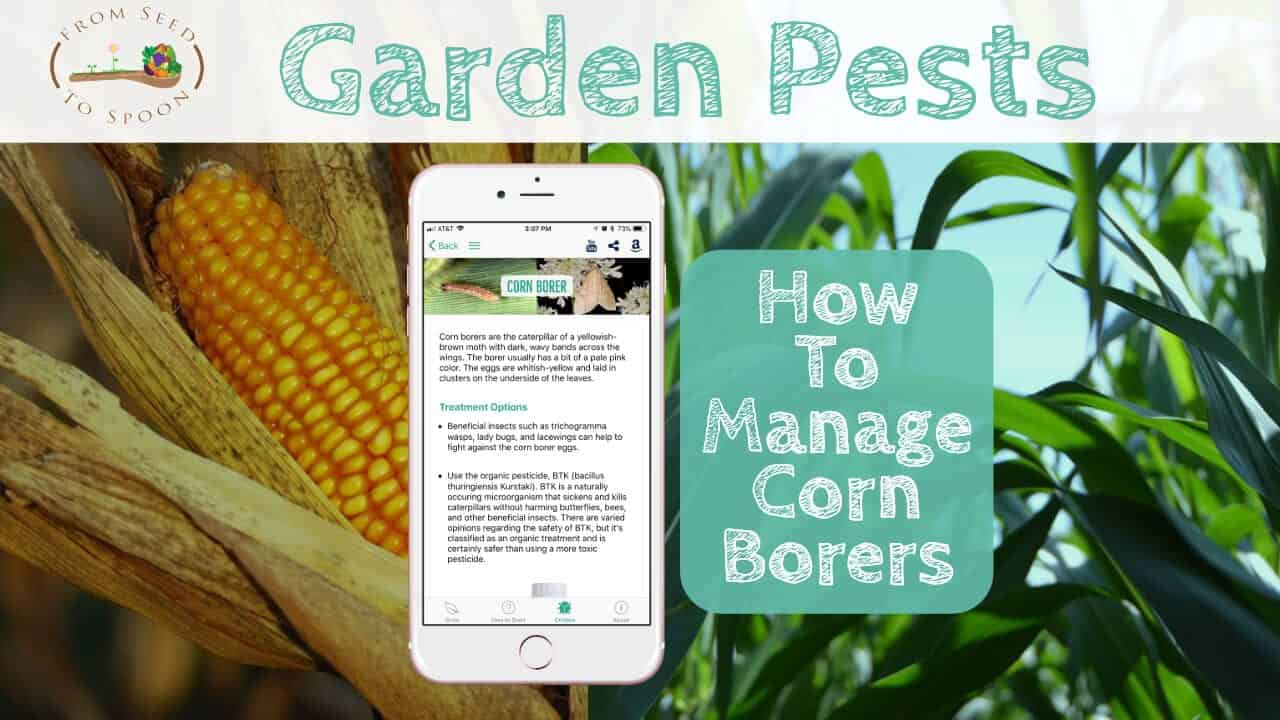 FROM SEED
TO SPOON
Garden Pests
AT&T 2:07 PM 73%
Back
CORN BORER
Corn borers are the caterpillar of a yellowish-
brown moth with dark, wavy bands across the
wings. The borer usually has a bit of a pale pink
color. The eggs are whitish-yellow and laid in
clusters on the underside of the leaves.
Treatment Options
• Beneficial insects such as trichogramma
wasps, lady bugs, and lacewings can help to
fight against the corn borer eggs.
• Use the organic pesticide, BTK (bacillus
thuringiensis Kurstaki). BTK is a naturally
occuring microorganism that sickens and kills
caterpillars without harming butterflies, bees,
and other beneficial insects. There are varied
opinions regarding the safety of BTK, but it's
classified as an organic treatment and is
certainly safer than using a more toxic
pesticide.
Grow
Critters
About
How
To
Manage
Corn
Borers